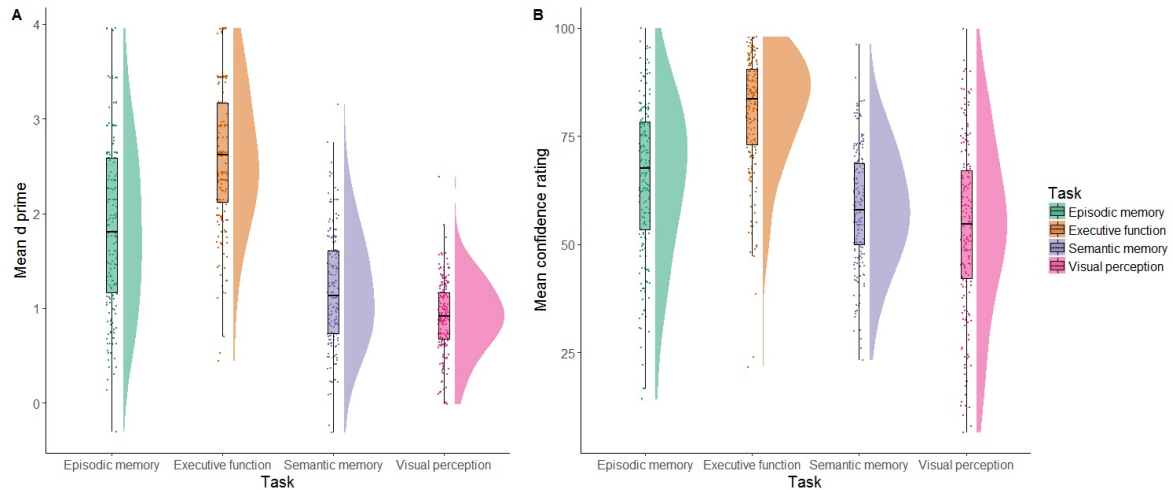 A
Mean d prime
4
3
2
1
0
Episodic memory Executive function Semantic memory Visual perception
Task
B
Mean confidence rating
100
75
50
25
Episodic memory Executive function Semantic memory Visual perception
Task
Task
Episodic memory
Executive function
Semantic memory
Visual perception